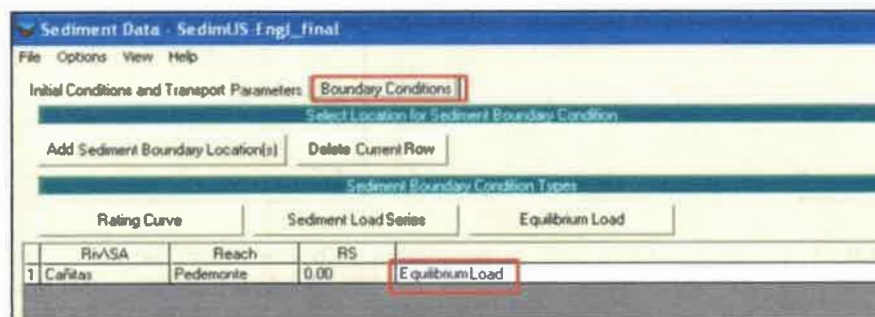 Sediment Data - SedimUS Engl_final
File Options View Help
Initial Conditions and Transport Parameters Boundary Conditions
Select Location for Sediment Boundary Condition
Add Sediment Boundary Location(s) Delete Current Row
Sediment Boundary Condition Types
Rating Curve Sediment Load Series Equilibrium Load
Riv\SA Reach RS
1 Cañitas Pedemonte 0.00 Equilibrium Load